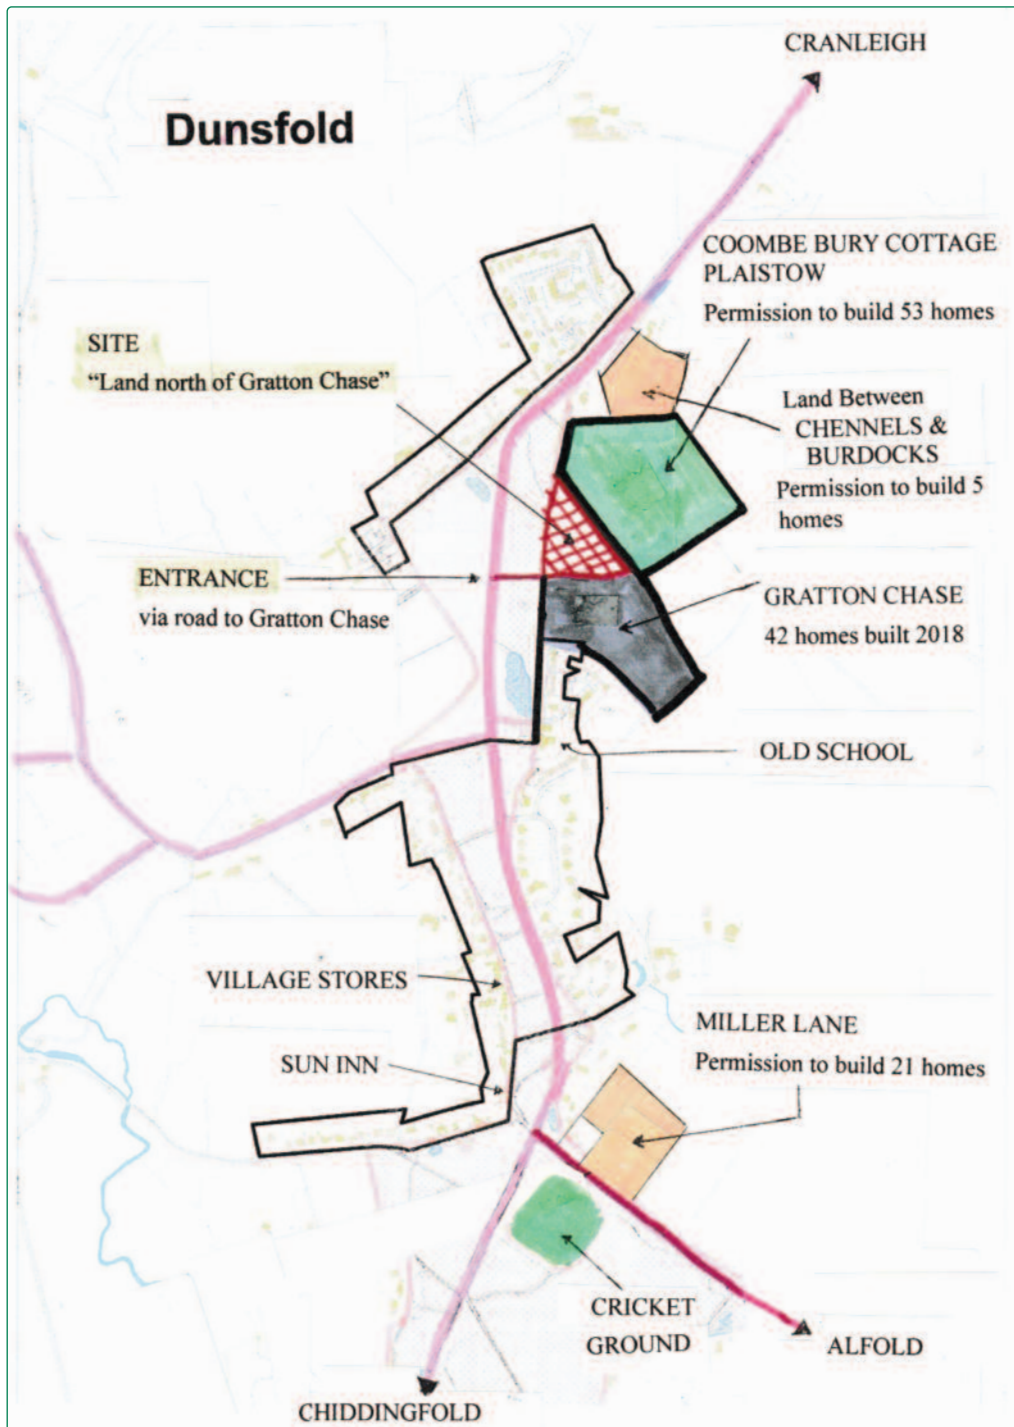 CRANLEIGH
Dunsfold
COOMBE BURY COTTAGE
PLAISTOW
Permission to build 53 homes
SITE
“Land north of Gratton Chase”
Land Between
CHENNELS &
BURDOCKS
Permission to build 5
homes
ENTRANCE
via road to Gratton Chase
GRATTON CHASE
42 homes built 2018
OLD SCHOOL
VILLAGE STORES
MILLER LANE
Permission to build 21 homes
SUN INN
CRICKET
GROUND
ALFOLD
CHIDDINGFOLD